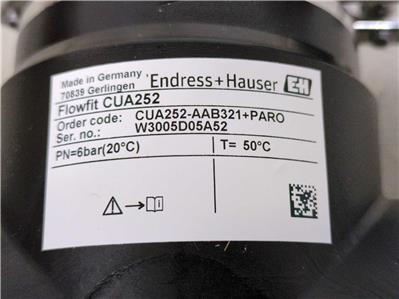 Made in Germany
70839 Gerlingen
Endress+Hauser EH
Flowfit CUA252
Order code: CUA252-AAB321+PARO
Ser. no.: W3005D05A52
PN=6bar(20°C) T= 50°C